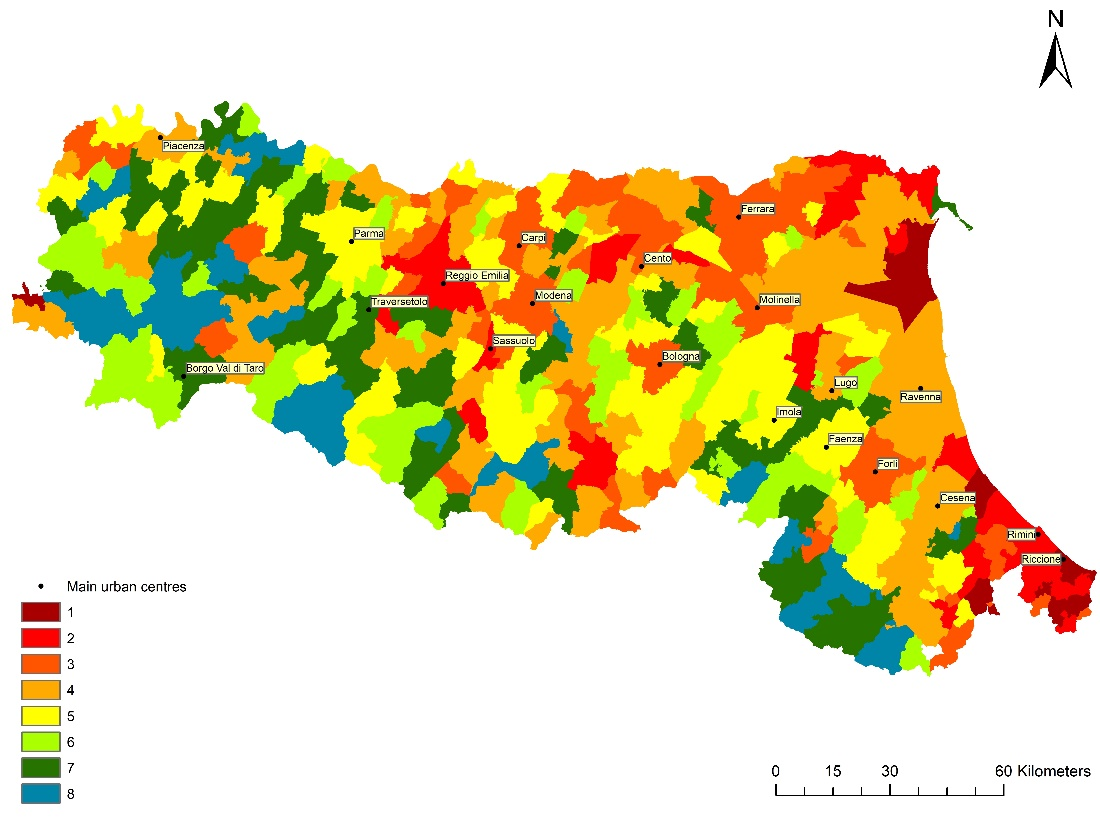 N
Piacenza
Ferrara
Parma
Carpi
Cento
Reggio Emilia
Modena
Traversetolo
Molinella
Sassuolo
Bologna
Borgo Val di Taro
Lugo
Ravenna
Imola
Faenza
Forlì
Cesena
Rimini
Riccione
Main urban centres
1
2
3
4
5
6
7
8
0 15 30 60 Kilometers